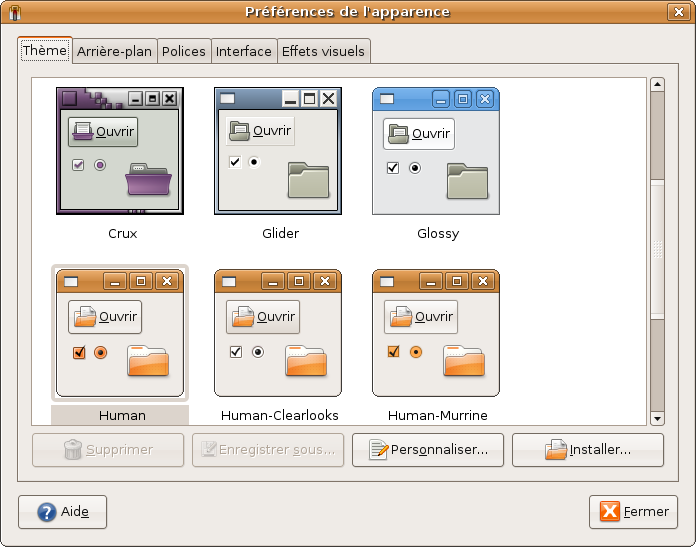 Préférences de l'apparence
Thème Arrière-plan Polices Interface Effets visuels
Ouvrir Ouvrir Ouvrir
Crux Glider Glossy
Ouvrir Ouvrir Ouvrir
Human Human-Clearlooks Human-Murrine
Supprimer Enregistrer sous... Personnaliser... Installer...
Aide Fermer